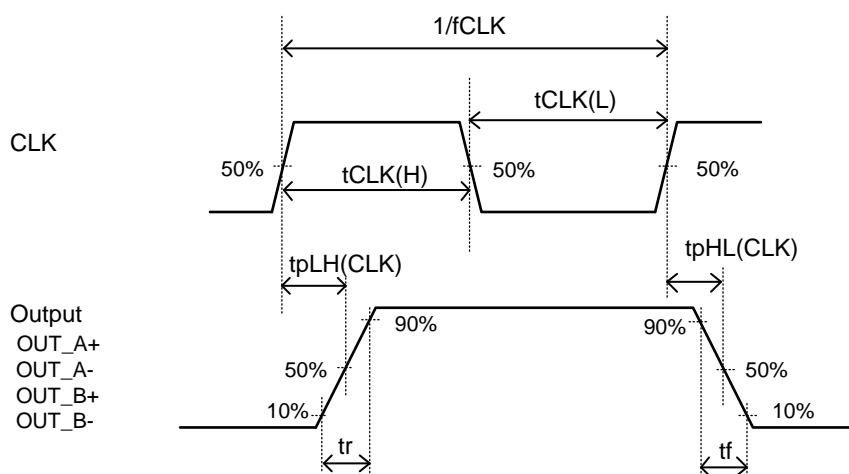 1/fCLK
tCLK(L)
CLK
50%
50%
50%
tCLK(H)
tpLH(CLK)
tpHL(CLK)
Output
OUT_A+
OUT_A-
OUT_B+
OUT_B-
90%
90%
50%
50%
10%
10%
tr
tf